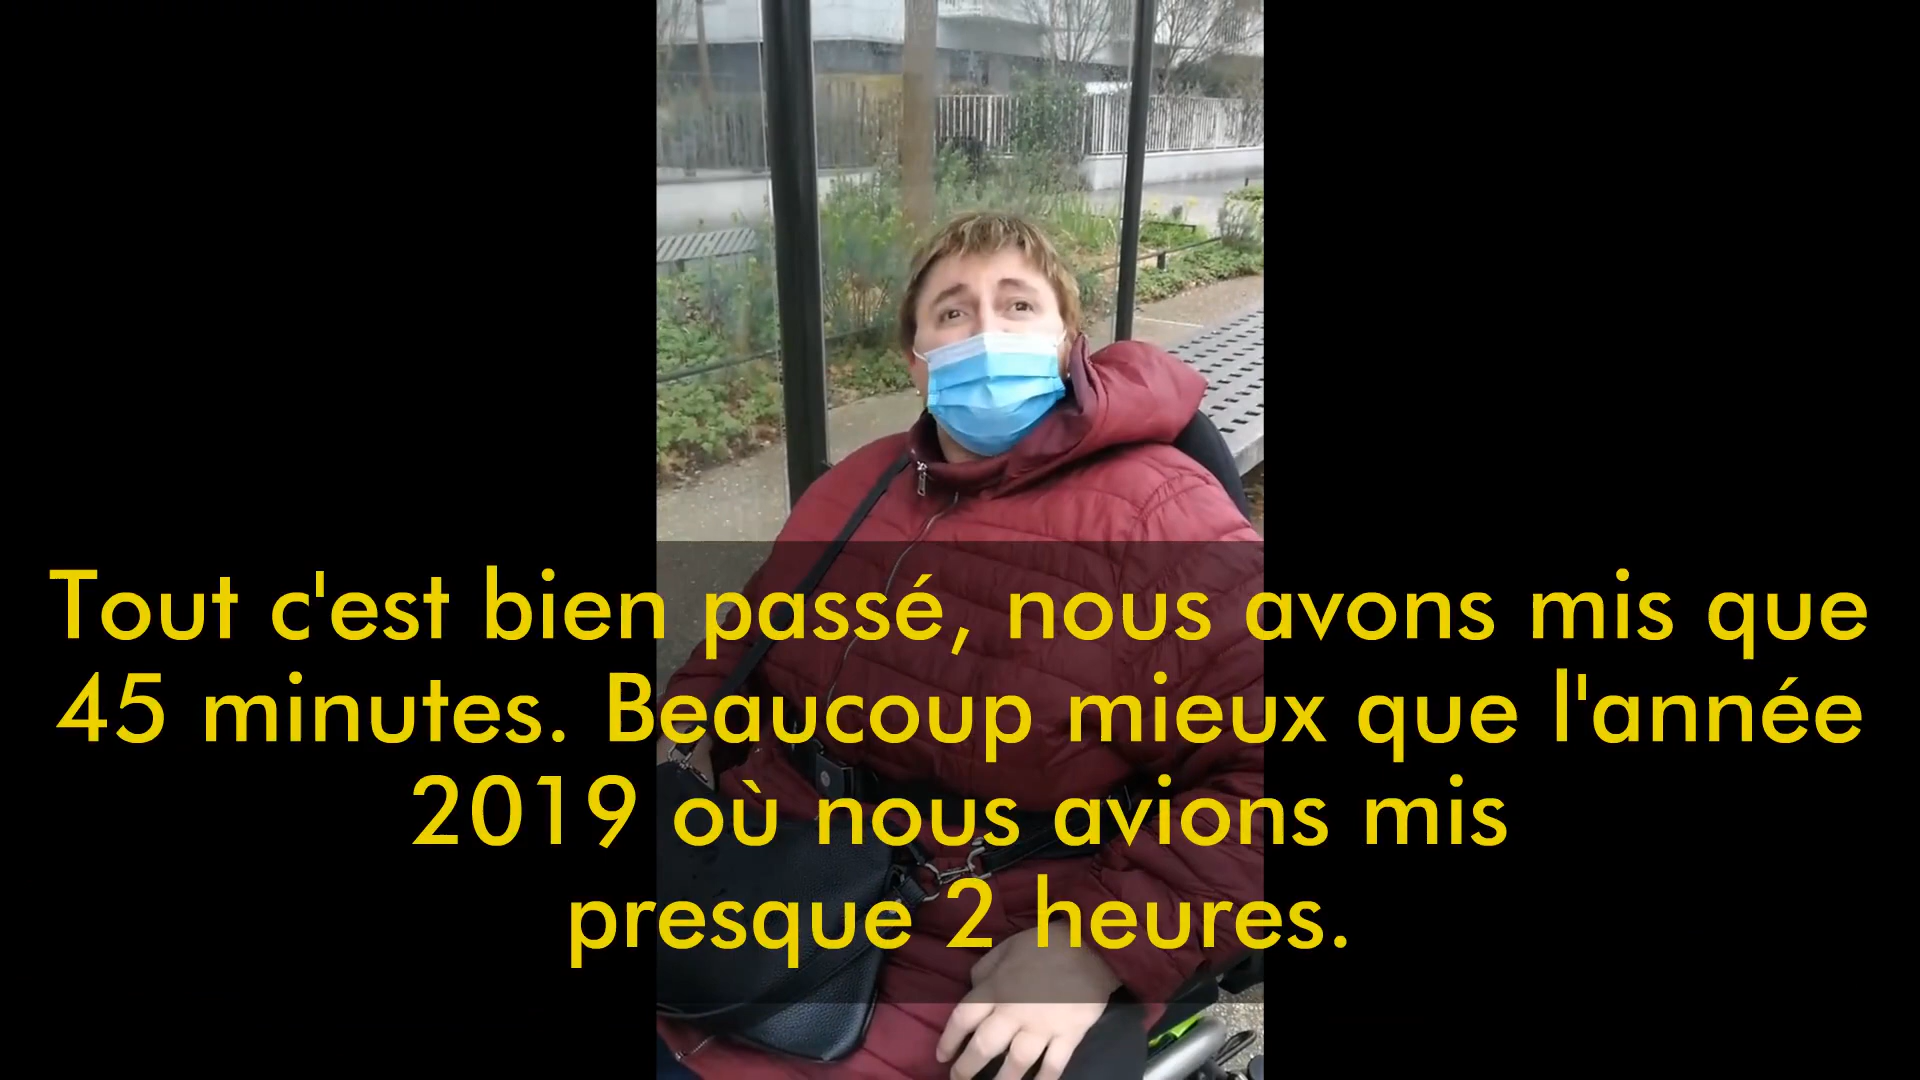 Tout c'est bien passé, nous avons mis que
45 minutes. Beaucoup mieux que l'année
2019 où nous avions mis
presque 2 heures.